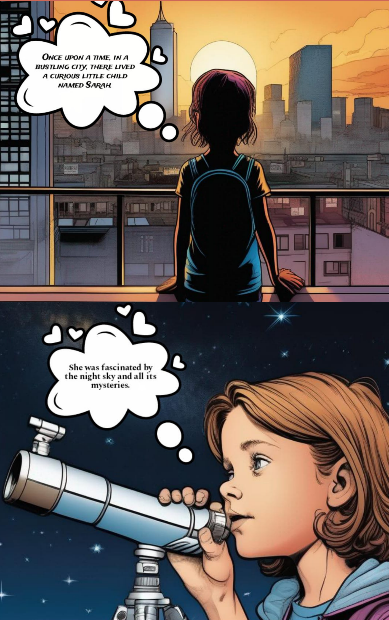 Once upon a time, in a
bustling city, there lived
a curious little child
named Sarah.
She was fascinated by
the night sky and all its
mysteries.